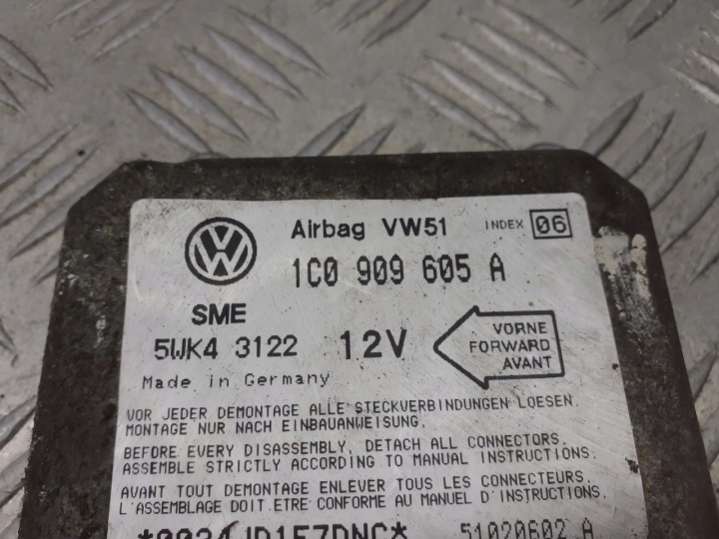 Airbag VW51 INDEX 06
1C0 909 605 A
SME
5WK4 3122 12V
VORNE
FORWARD
AVANT
Made in Germany
VOR JEDER DEMONTAGE ALLE STECKVERBINDUNGEN LOESEN.
MONTAGE NUR NACH EINBAUANWEISUNG.
BEFORE EVERY DISASSEMBLY, DETACH ALL CONNECTORS.
ASSEMBLE STRICTLY ACCORDING TO MANUAL INSTRUCTIONS.
AVANT TOUT DEMONTAGE ENLEVER TOUS LES CONNECTEURS.
L'ASSEMBLAGE DOIT ETRE CONFORME AU MANUEL D'INSTRUCTIONS.
51020602 A